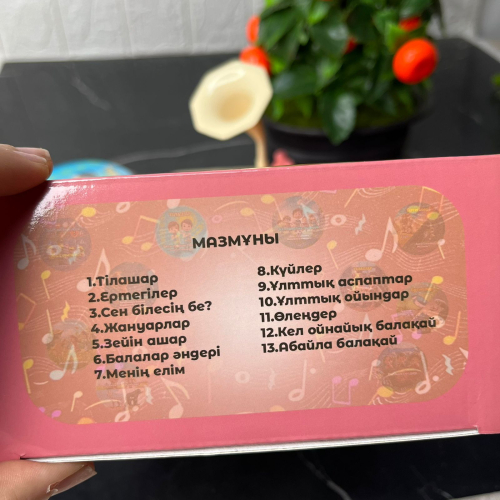 МАЗМҰНЫ
1.Тілашар
2.Ертегілер
3.Сен білесің бе?
4.Жануарлар
5.Зейін ашар
6.Балалар әндері
7.Менің елім
8.Күйлер
9.Ұлттық аспаптар
10.Ұлттық ойындар
11.Өлеңдер
12.Кел ойнайық балақай
13.Абайла балақай